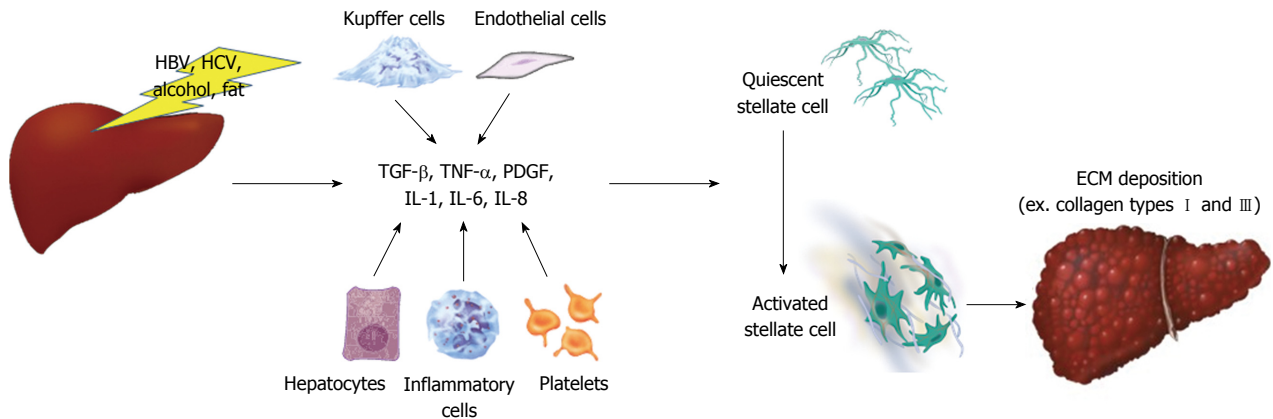 HBV, HCV,
alcohol, fat
Kupffer cells
Endothelial cells
TGF-β, TNF-α, PDGF,
IL-1, IL-6, IL-8
Hepatocytes
Inflammatory
cells
Platelets
Quiescent
stellate cell
Activated
stellate cell
ECM deposition
(ex. collagen types Ⅰ and Ⅲ)